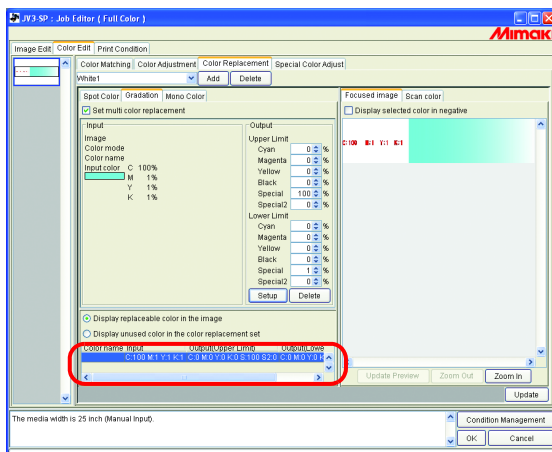 JV3-SP : Job Editor ( Full Color )
Mimaki
Image Edit Color Edit Print Condition
Color Matching Color Adjustment Color Replacement Special Color Adjust
White1 Add Delete
Spot Color Gradation Mono Color
Set multi color replacement
Input
Image
Color mode
Color name
Input color C 100%
M 1%
Y 1%
K 1%
Output
Upper Limit
Cyan 0 %
Magenta 0 %
Yellow 0 %
Black 0 %
Special 100 %
Special2 0 %
Lower Limit
Cyan 0 %
Magenta 0 %
Yellow 0 %
Black 0 %
Special 1 %
Special2 0 %
Setup Delete
Display replaceable color in the image
Display unused color in the color replacement set
Color name Input Output(Upper Limit) Output(Lowe
C:100 M:1 Y:1 K:1 C:0 M:0 Y:0 K:0 S:100 S2:0 C:0 M:0 Y:0 K
Focused image Scan color
Display selected color in negative
C:100 M:1 Y:1 K:1
Update Preview Zoom Out Zoom In
Update
The media width is 25 inch (Manual Input).
Condition Management
OK Cancel